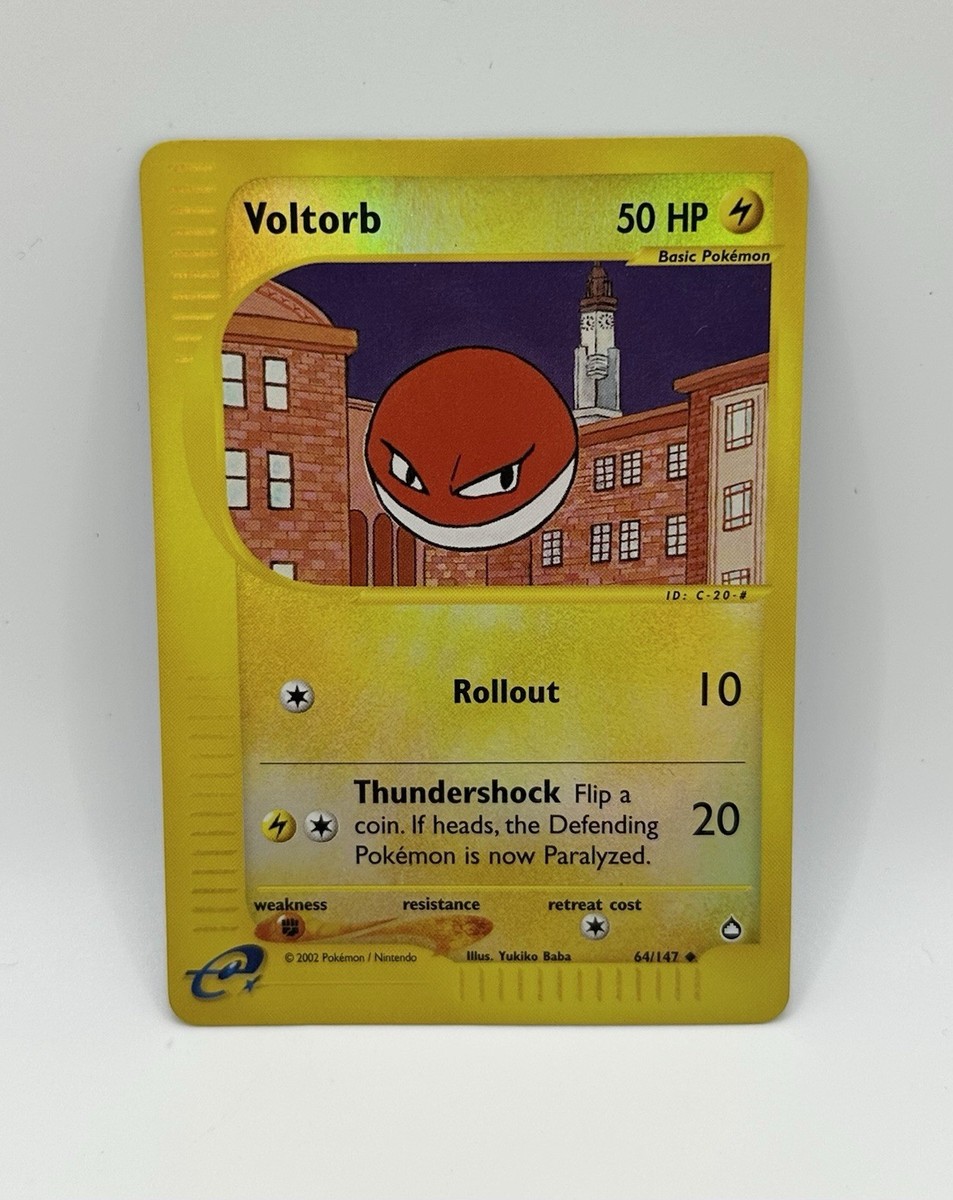 Voltorb 50 HP
Basic Pokémon
ID: C-20-#
Rollout 10
Thundershock Flip a
coin. If heads, the Defending
Pokémon is now Paralyzed.
20
weakness resistance retreat cost
© 2002 Pokémon / Nintendo Illus. Yukiko Baba 64/147 ◆
e